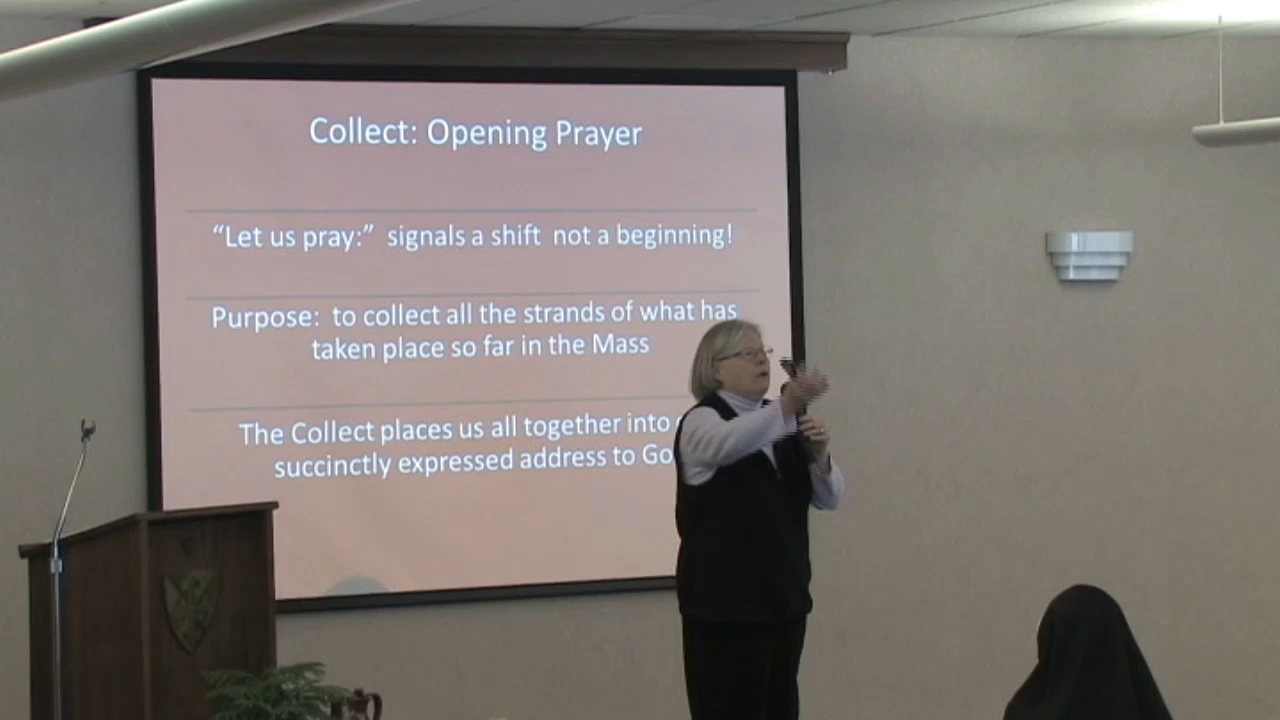 Collect: Opening Prayer
“Let us pray:” signals a shift not a beginning!
Purpose: to collect all the strands of what has
taken place so far in the Mass
The Collect places us all together into
succinctly expressed address to Go